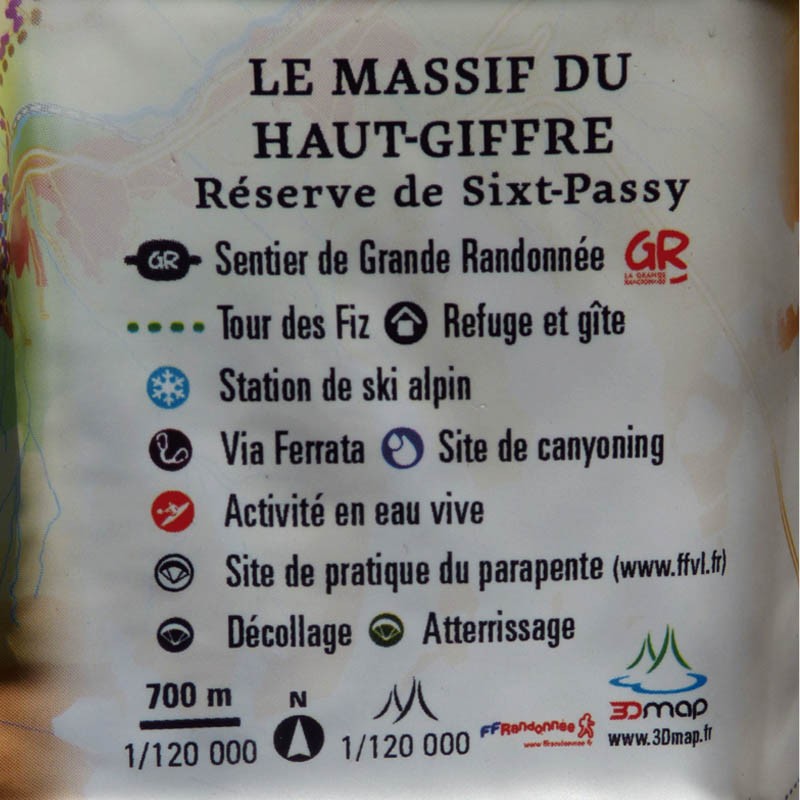 LE MASSIF DU
HAUT-GIFFRE
Réserve de Sixt-Passy
GR Sentier de Grande Randonnée GR
LA GRANDE
RANDONNÉE
Tour des Fiz Refuge et gîte
Station de ski alpin
Via Ferrata Site de canyoning
Activité en eau vive
Site de pratique du parapente (www.ffvl.fr)
Décollage Atterrissage
700 m N
1/120 000 1/120 000
FFRandonnée
www.ffrandonnee.fr
3Dmap
www.3Dmap.fr